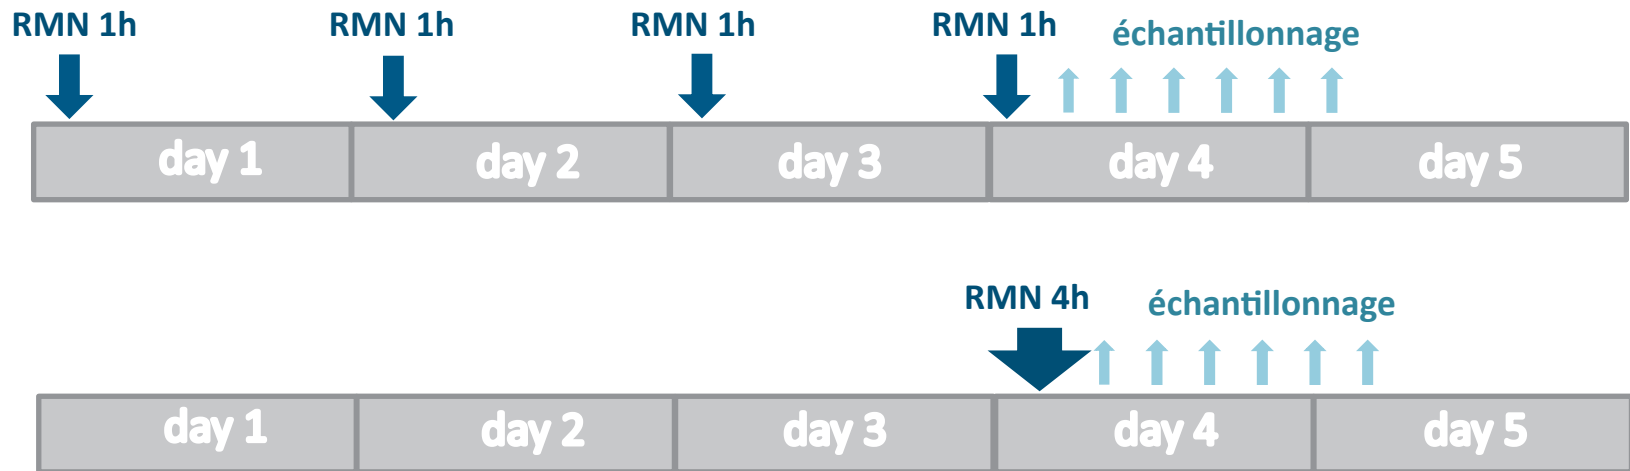 RMN 1h RMN 1h RMN 1h RMN 1h échantillonnage
day 1 day 2 day 3 day 4 day 5
RMN 4h échantillonnage
day 1 day 2 day 3 day 4 day 5